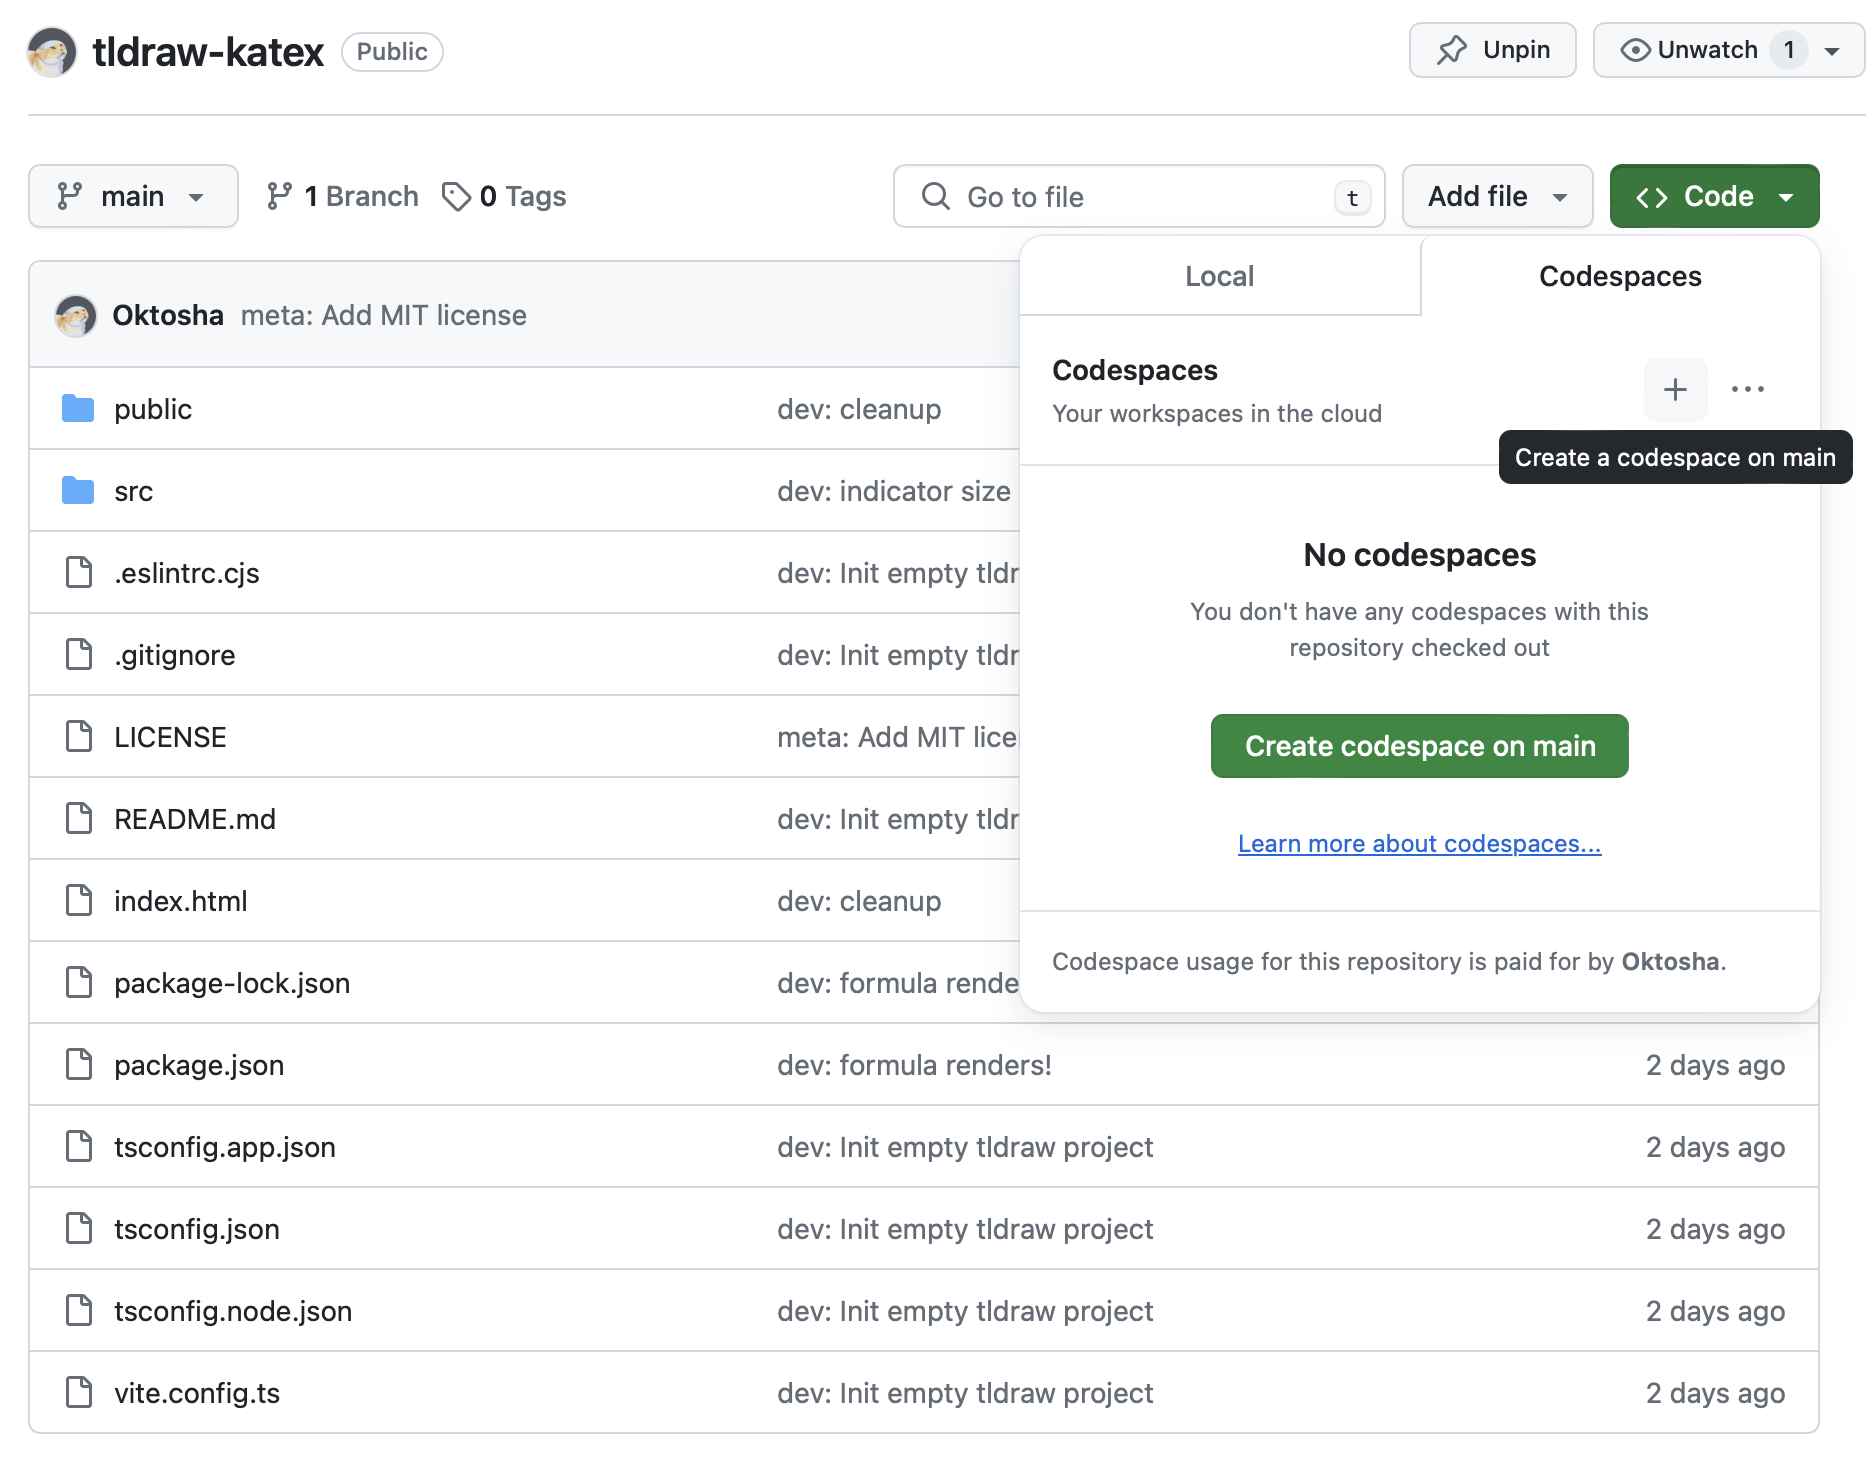 tldraw-katex Public Unpin Unwatch 1
main 1 Branch 0 Tags Go to file t Add file Code
Local Codespaces
Oktosha meta: Add MIT license
Codespaces
Your workspaces in the cloud
Create a codespace on main
No codespaces
You don't have any codespaces with this
repository checked out
Create codespace on main
Learn more about codespaces...
Codespace usage for this repository is paid for by Oktosha.
public dev: cleanup
src dev: indicator size
.eslintrc.cjs dev: Init empty tldr
.gitignore dev: Init empty tldr
LICENSE meta: Add MIT lice
README.md dev: Init empty tldr
index.html dev: cleanup
package-lock.json dev: formula rende
package.json dev: formula renders! 2 days ago
tsconfig.app.json dev: Init empty tldraw project 2 days ago
tsconfig.json dev: Init empty tldraw project 2 days ago
tsconfig.node.json dev: Init empty tldraw project 2 days ago
vite.config.ts dev: Init empty tldraw project 2 days ago